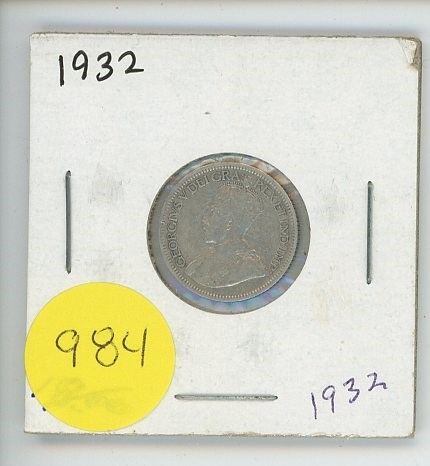 1932
GEORGIVS V DEI GRA: REX ET IND: IMP:
984
1932